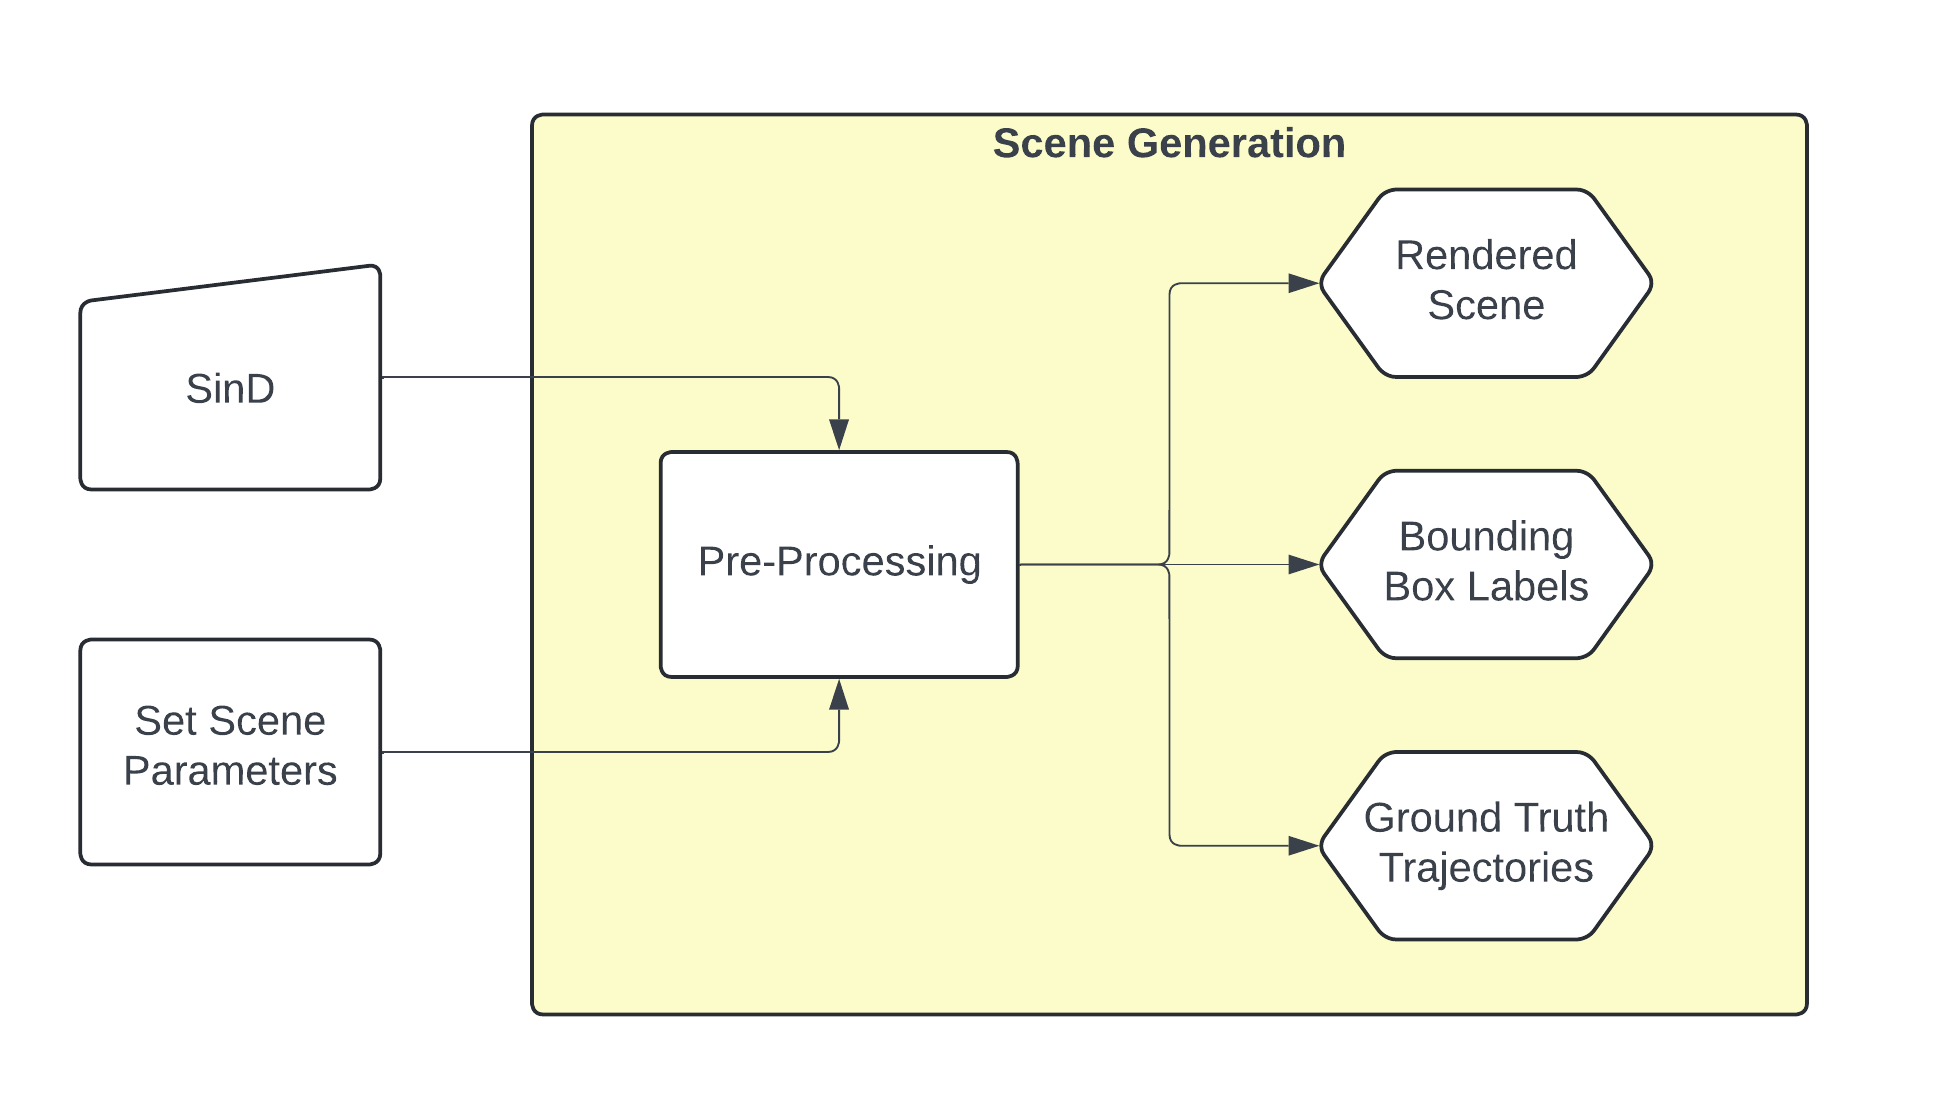 Scene Generation
SinD
Set Scene
Parameters
Pre-Processing
Rendered
Scene
Bounding
Box Labels
Ground Truth
Trajectories